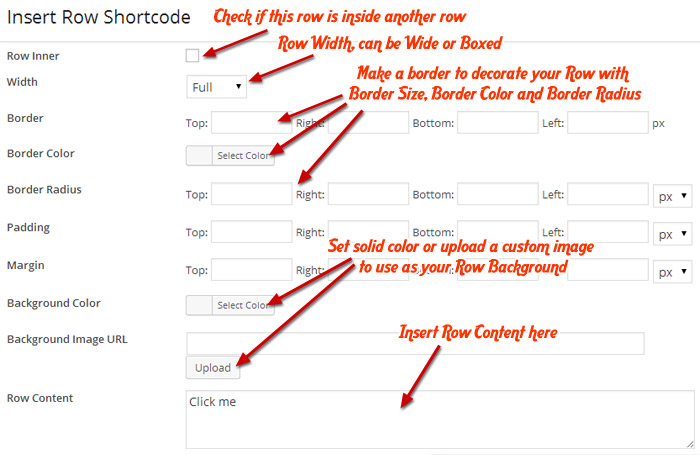 Insert Row Shortcode
Check if this row is inside another row
Row Inner
Row Width, can be Wide or Boxed
Width Full
Make a border to decorate your Row with
Border Size, Border Color and Border Radius
Border Top: Right: Bottom: Left: px
Border Color Select Color
Border Radius Top: Right: Bottom: Left: px
Padding Top: Right: Bottom: Left: px
Set solid color or upload a custom image
to use as your Row Background
Margin Top: Right: Bottom: Left: px
Background Color Select Color
Background Image URL
Insert Row Content here
Upload
Row Content Click me